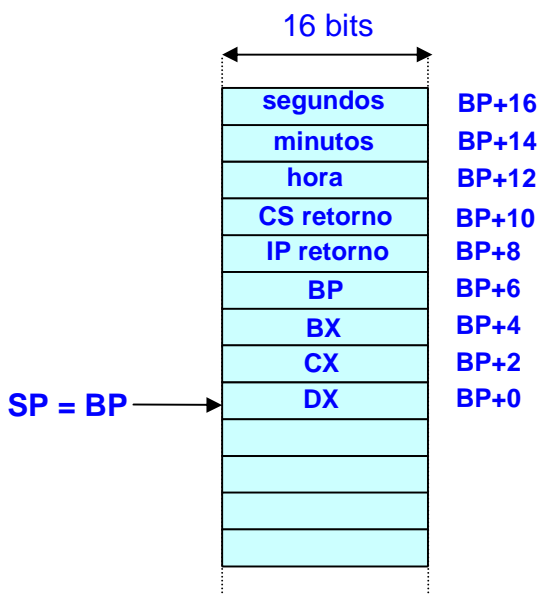 16 bits
segundos BP+16
minutos BP+14
hora BP+12
CS retorno BP+10
IP retorno BP+8
BP BP+6
BX BP+4
CX BP+2
SP = BP DX BP+0